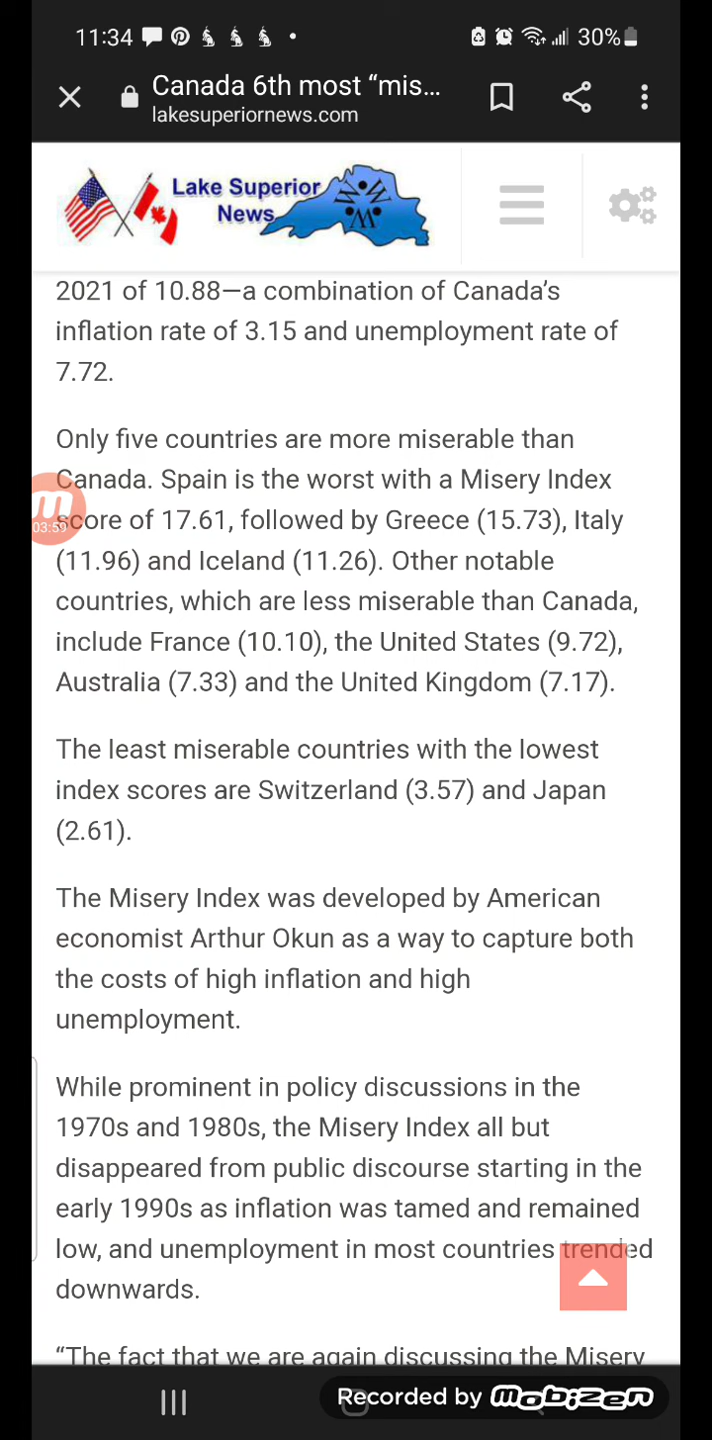 11:34
30%
Canada 6th most “mis...
lakesuperiornews.com
Lake Superior
News
2021 of 10.88—a combination of Canada’s
inflation rate of 3.15 and unemployment rate of
7.72.
Only five countries are more miserable than
Canada. Spain is the worst with a Misery Index
score of 17.61, followed by Greece (15.73), Italy
03:59
(11.96) and Iceland (11.26). Other notable
countries, which are less miserable than Canada,
include France (10.10), the United States (9.72),
Australia (7.33) and the United Kingdom (7.17).
The least miserable countries with the lowest
index scores are Switzerland (3.57) and Japan
(2.61).
The Misery Index was developed by American
economist Arthur Okun as a way to capture both
the costs of high inflation and high
unemployment.
While prominent in policy discussions in the
1970s and 1980s, the Misery Index all but
disappeared from public discourse starting in the
early 1990s as inflation was tamed and remained
low, and unemployment in most countries trended
downwards.
“The fact that we are again discussing the Misery
Recorded by Mobizen